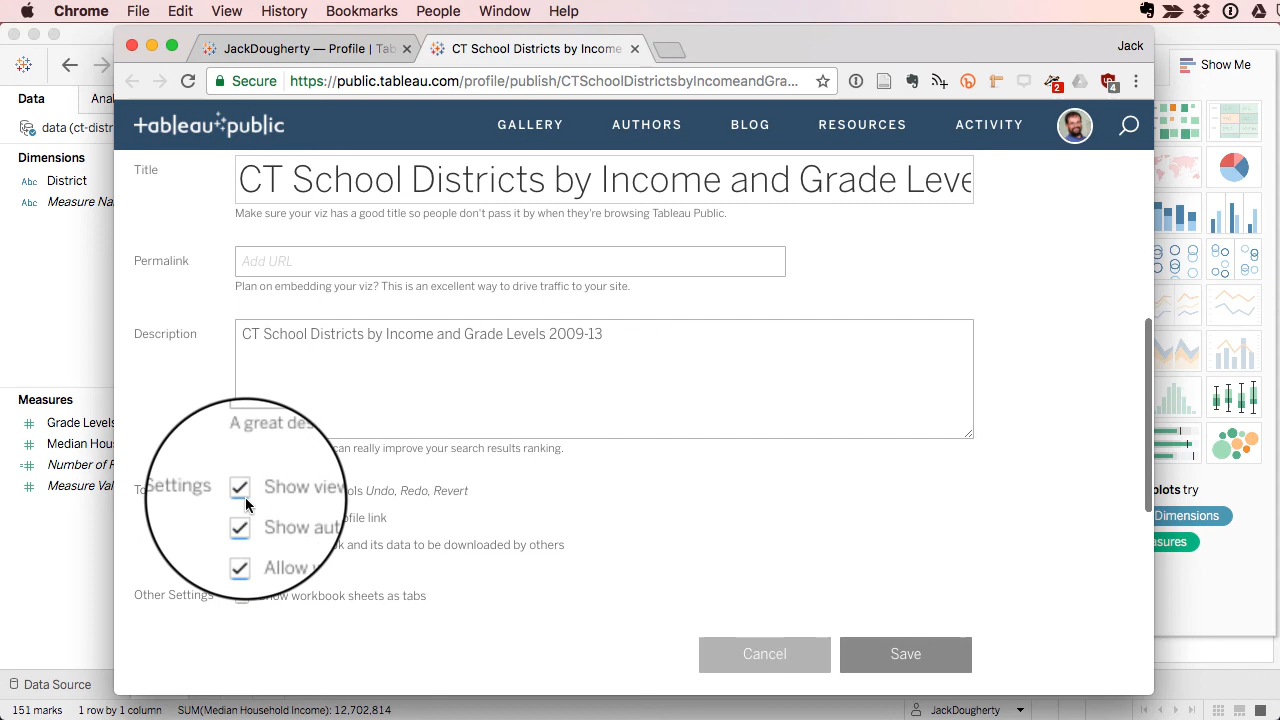 Chrome File Edit View History Bookmarks People Window Help
JackDougherty — Profile | Tab
CT School Districts by Income
Jack
Secure
https://public.tableau.com/profile/publish/CTSchoolDistrictsbyIncomeandGra...
2
4
Show Me
Data
data (ct-distr
Dimensions
Abc District
Abc Measure Na
Measures
Grade Levels
Median Househ
Number of R
Measure Val
tableau public
GALLERY AUTHORS BLOG RESOURCES ACTIVITY
Title
CT School Districts by Income and Grade Leve
Make sure your viz has a good title so people don't pass it by when they're browsing Tableau Public.
Permalink
Add URL
Plan on embedding your viz? This is an excellent way to drive traffic to your site.
Description
CT School Districts by Income and Grade Levels 2009-13
A great des
can really improve your search results ranking.
Settings
Show view
ols Undo, Redo, Revert
Show aut
ofile link
Allow w
k and its data to be downloaded by others
Other Settings
Show workbook sheets as tabs
Cancel
Save
plots try
Dimensions
asures
Data Source
151 marks 1 row by 1 column SUM(Median Household Income): 12,702,814
JackDougherty